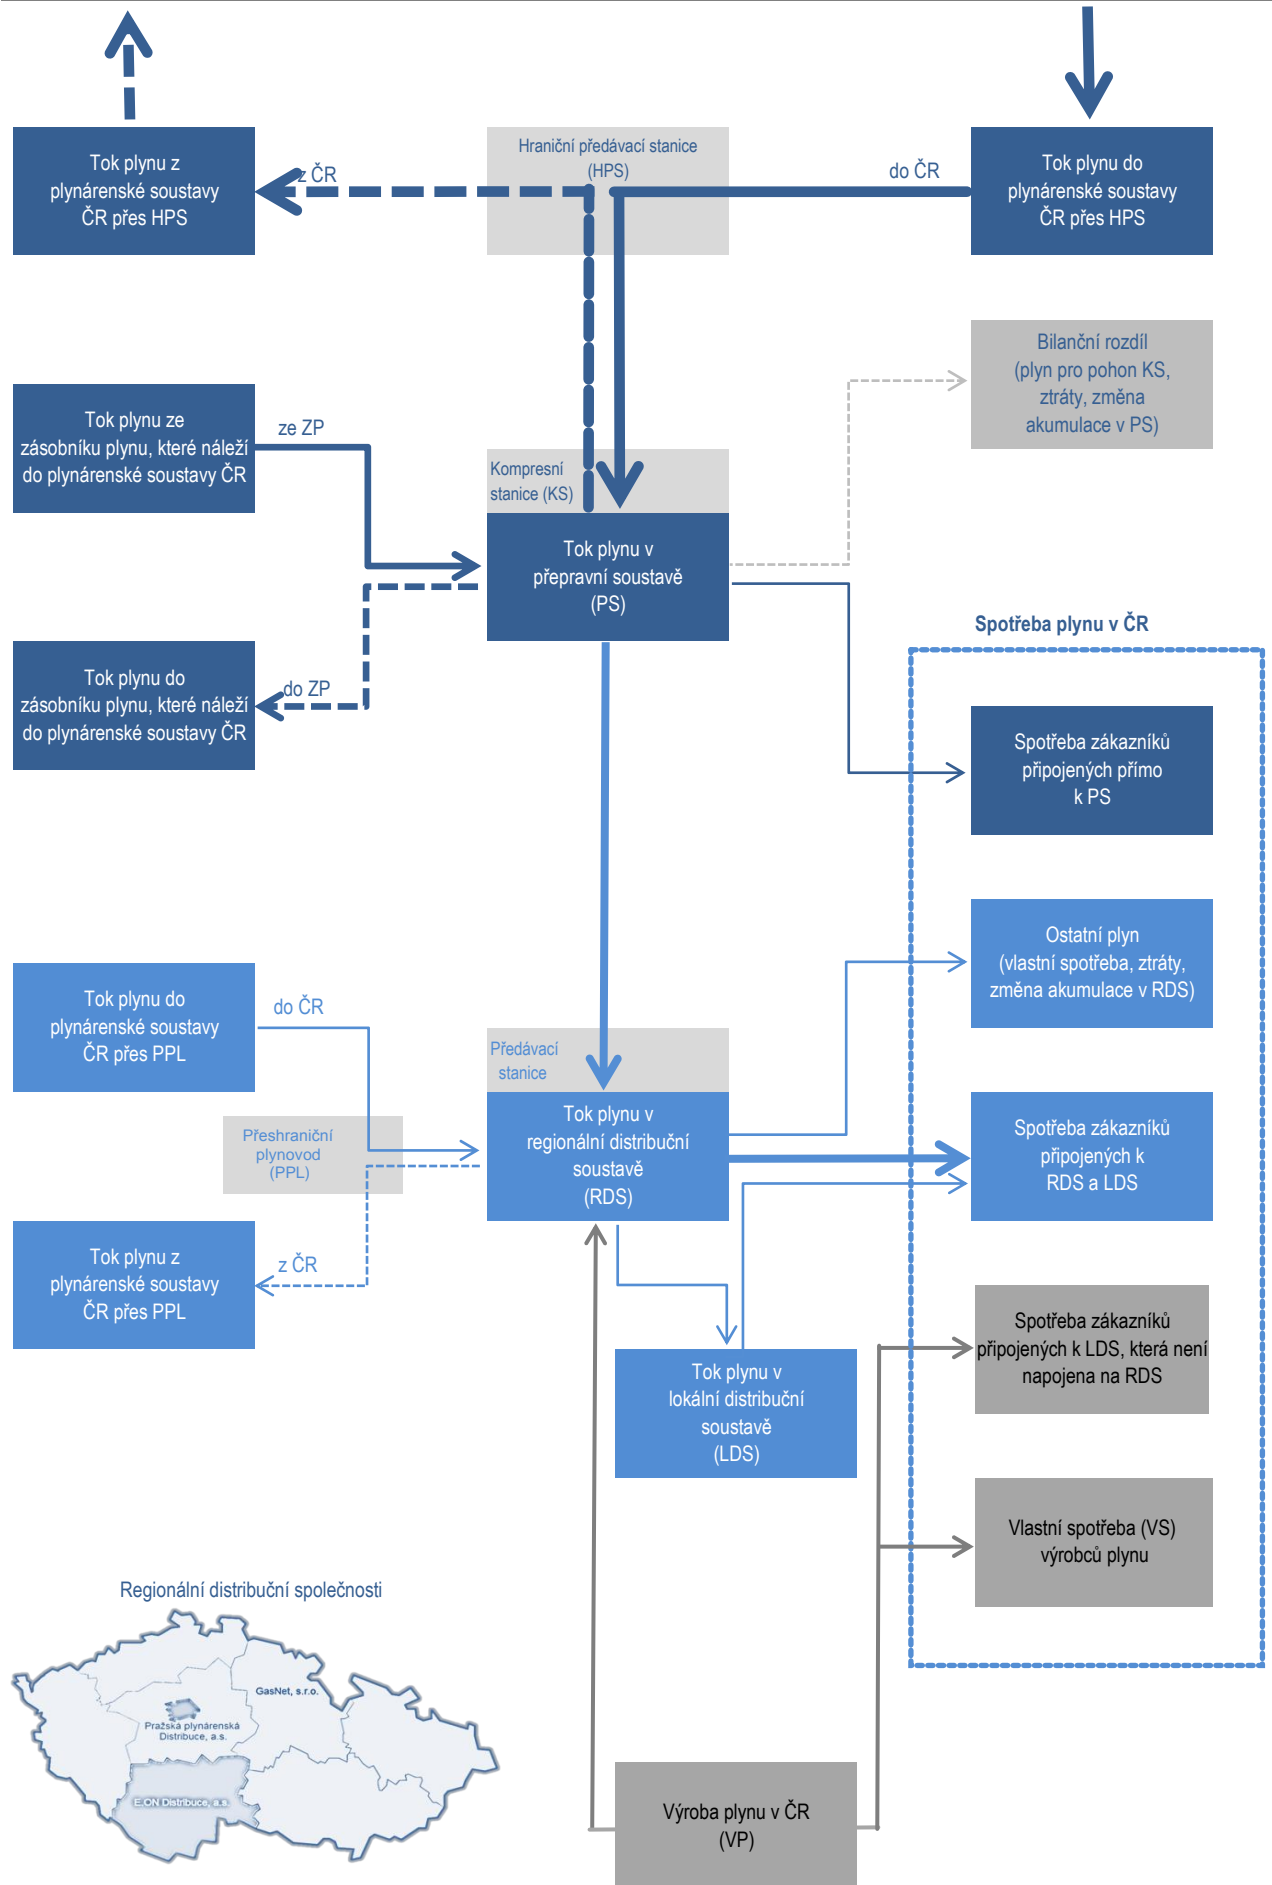 Tok plynu z
plynárenské soustavy
ČR přes HPS
z ČR
Hraniční předávací stanice
(HPS)
do ČR
Tok plynu do
plynárenské soustavy
ČR přes HPS
Bilanční rozdíl
(plyn pro pohon KS,
ztráty, změna
akumulace v PS)
Tok plynu ze
zásobníku plynu, které náleží
do plynárenské soustavy ČR
ze ZP
Kompresní
stanice (KS)
Tok plynu v
přepravní soustavě
(PS)
Tok plynu do
zásobníku plynu, které náleží
do plynárenské soustavy ČR
do ZP
Spotřeba plynu v ČR
Spotřeba zákazníků
připojených přímo
k PS
Ostatní plyn
(vlastní spotřeba, ztráty,
změna akumulace v RDS)
Tok plynu do
plynárenské soustavy
ČR přes PPL
do ČR
Předávací
stanice
Tok plynu v
regionální distribuční
soustavě
(RDS)
Přeshraniční
plynovod
(PPL)
Spotřeba zákazníků
připojených k
RDS a LDS
Tok plynu z
plynárenské soustavy
ČR přes PPL
z ČR
Spotřeba zákazníků
připojených k LDS, která není
napojena na RDS
Tok plynu v
lokální distribuční
soustavě
(LDS)
Vlastní spotřeba (VS)
výrobců plynu
Regionální distribuční společnosti
GasNet, s.r.o.
Pražská plynárenská
Distribuce, a.s.
E.ON Distribuce, a.s.
Výroba plynu v ČR
(VP)